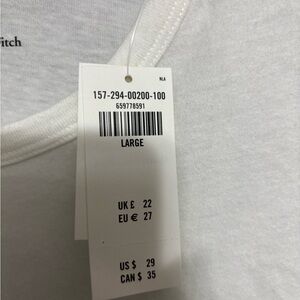 itch
NLA
157-294-00200-100
659778591
LARGE
UK £ 22
EU € 27
US $ 29
CAN $ 35